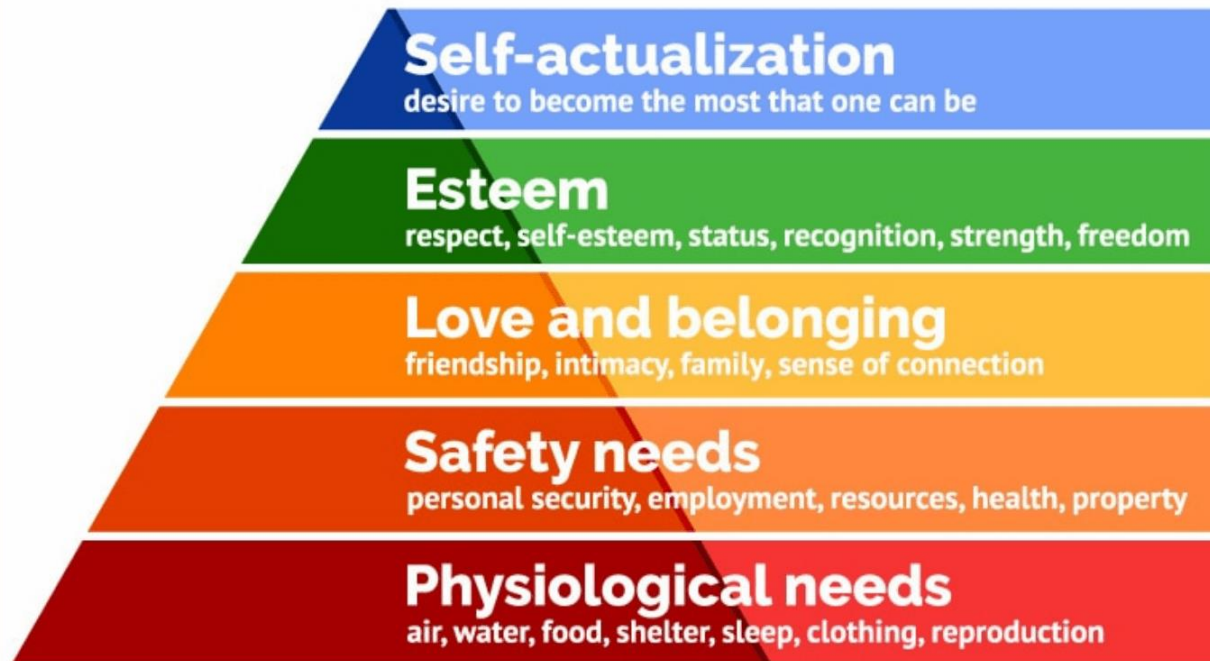 Self-actualization
desire to become the most that one can be
Esteem
respect, self-esteem, status, recognition, strength, freedom
Love and belonging
friendship, intimacy, family, sense of connection
Safety needs
personal security, employment, resources, health, property
Physiological needs
air, water, food, shelter, sleep, clothing, reproduction